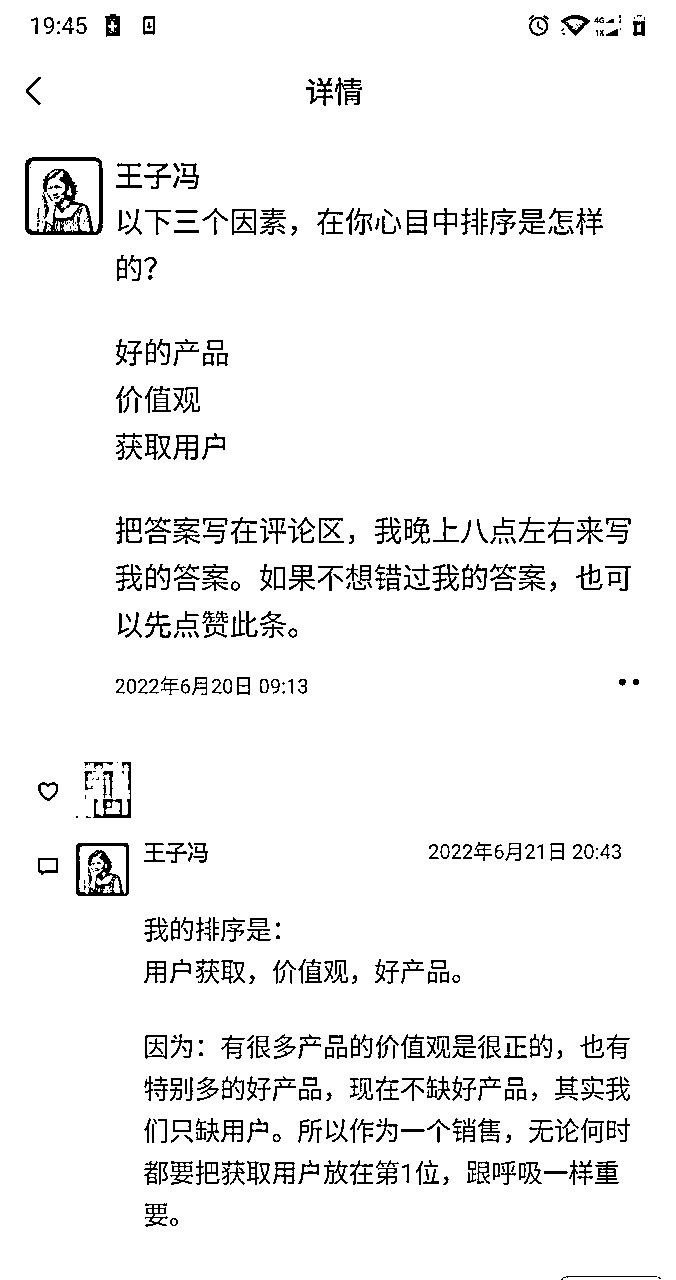 19:45
4G
1X
详情
王子冯
以下三个因素，在你心目中排序是怎样
的？
好的产品
价值观
获取用户
把答案写在评论区，我晚上八点左右来写
我的答案。如果不想错过我的答案，也可
以先点赞此条。
2022年6月20日 09:13
王子冯
2022年6月21日 20:43
我的排序是：
用户获取，价值观，好产品。
因为：有很多产品的价值观是很正的，也有
特别多的好产品，现在不缺好产品，其实我
们只缺用户。所以作为一个销售，无论何时
都要把获取用户放在第1位，跟呼吸一样重
要。